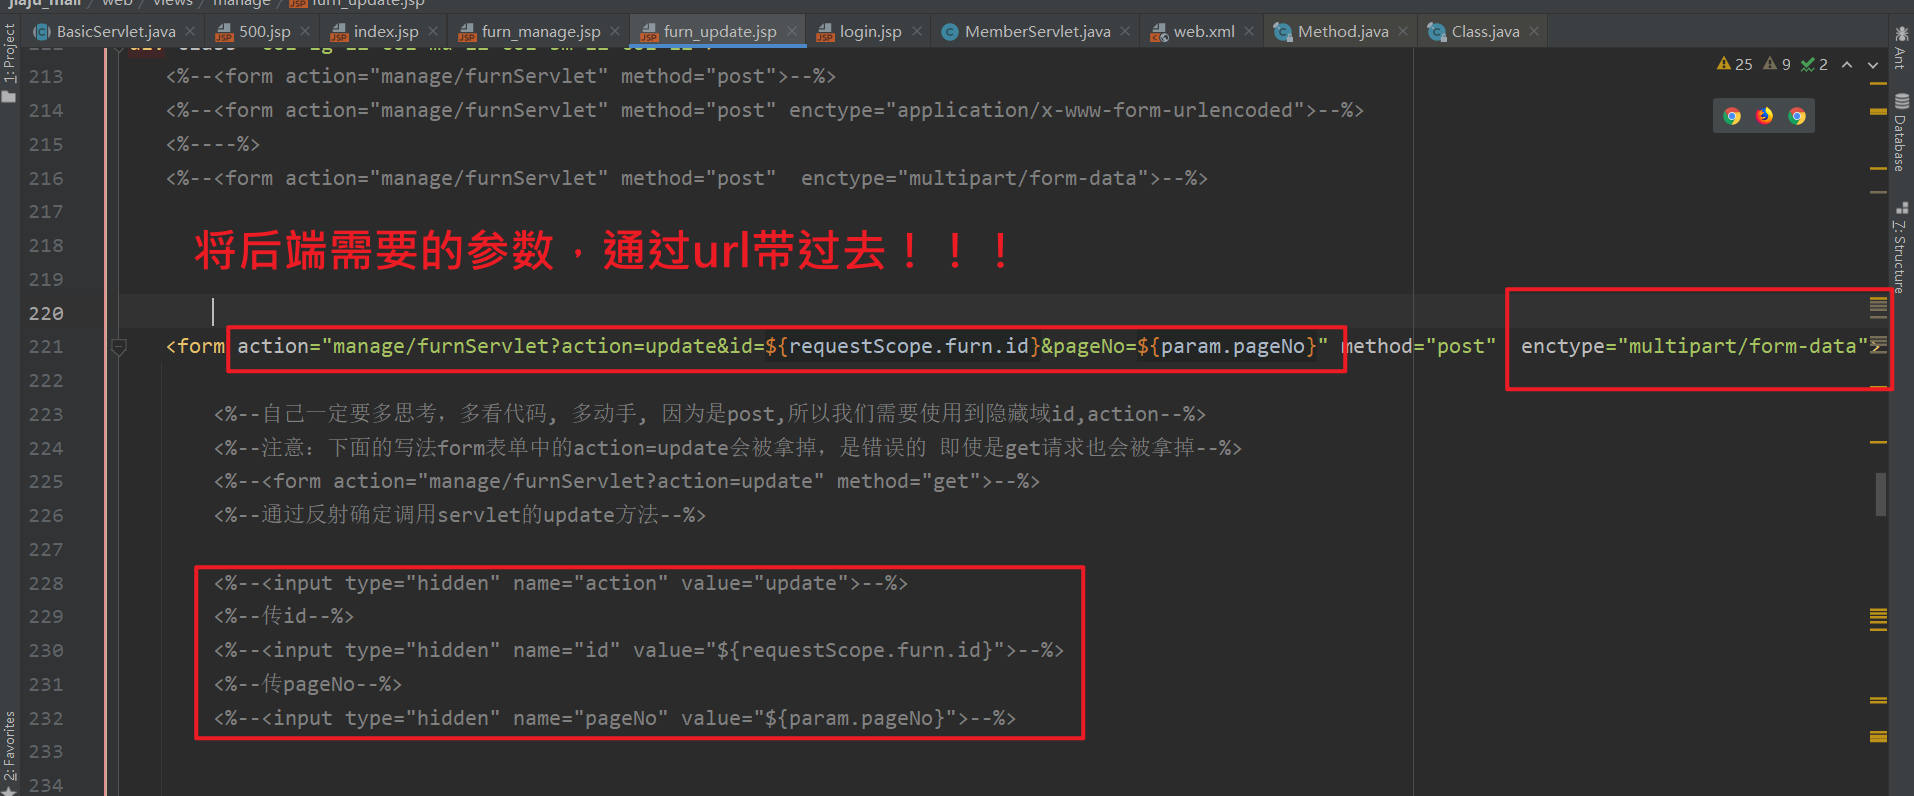 jiaju_mall / web / views / manage / furn_update.jsp
BasicServlet.java
500.jsp
index.jsp
furn_manage.jsp
furn_update.jsp
login.jsp
MemberServlet.java
web.xml
Method.java
Class.java
1: Project
2: Favorites
Ant
Database
7: Structure
25 9 2
213 <%--<form action="manage/furnServlet" method="post">--%>
214 <%--<form action="manage/furnServlet" method="post" enctype="application/x-www-form-urlencoded">--%>
215 <%----%>
216 <%--<form action="manage/furnServlet" method="post"  enctype="multipart/form-data">--%>
217
218 将后端需要的参数，通过url带过去！！！
219
220
221 <form action="manage/furnServlet?action=update&id=${requestScope.furn.id}&pageNo=${param.pageNo}" method="post"  enctype="multipart/form-data">
222
223 <%--自己一定要多思考，多看代码, 多动手, 因为是post,所以我们需要使用到隐藏域id,action--%>
224 <%--注意: 下面的写法form表单中的action=update会被拿掉，是错误的 即使是get请求也会被拿掉--%>
225 <%--<form action="manage/furnServlet?action=update" method="get">--%>
226 <%--通过反射确定调用servlet的update方法--%>
227
228 <%--<input type="hidden" name="action" value="update">--%>
229 <%--传id--%>
230 <%--<input type="hidden" name="id" value="${requestScope.furn.id}">--%>
231 <%--传pageNo--%>
232 <%--<input type="hidden" name="pageNo" value="${param.pageNo}">--%>
233
234